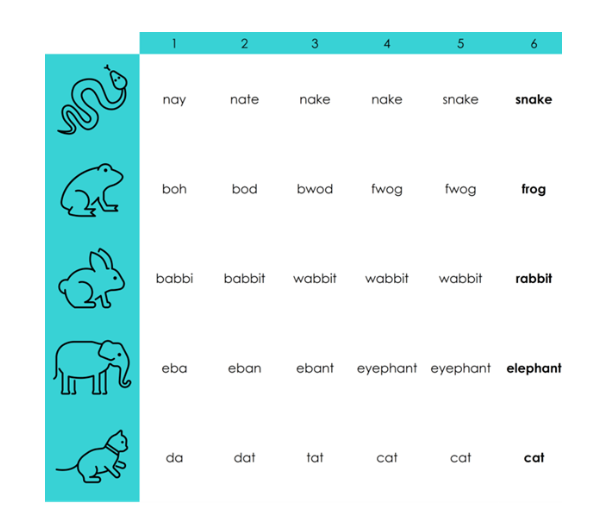 1 2 3 4 5 6
nay nate nake nake snake snake
boh bod bwod fwog fwog frog
babbi babbit wabbit wabbit wabbit rabbit
eba eban ebant eyephant eyephant elephant
da dat tat cat cat cat